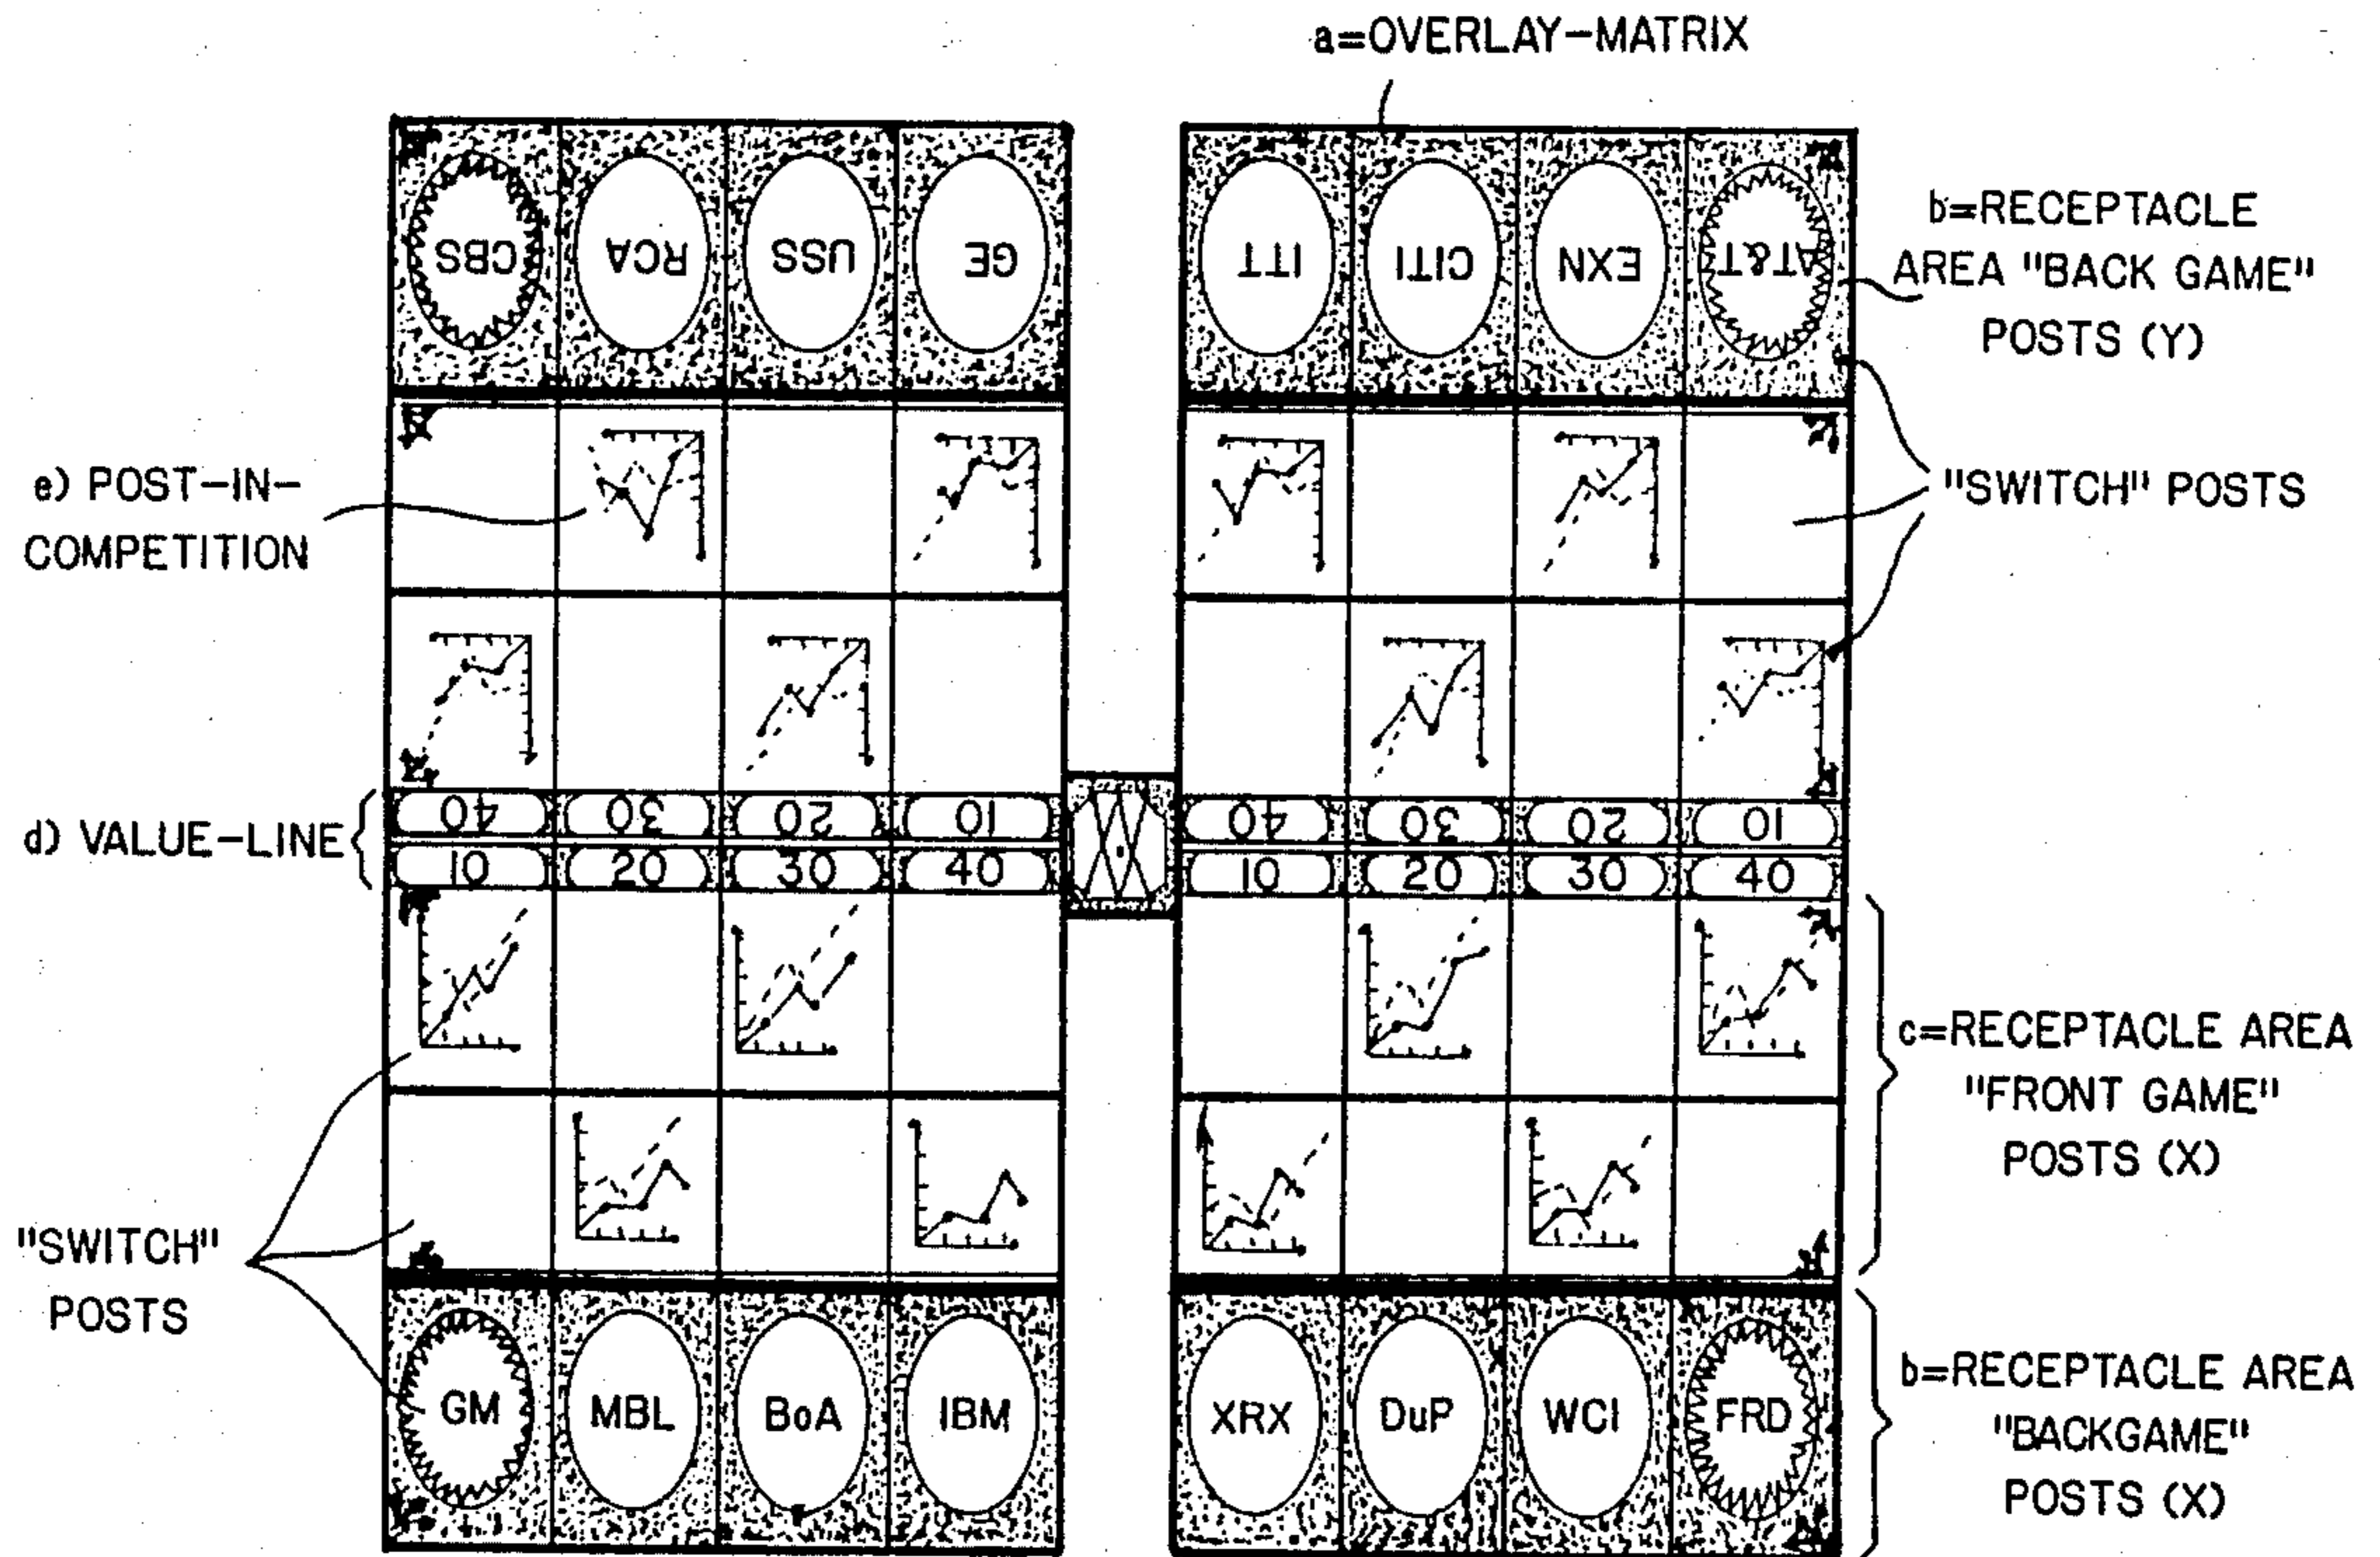 a=OVERLAY-MATRIX
CBS RCA USS GE ITT CITI EXN AT&T
b=RECEPTACLE
AREA "BACK GAME"
POSTS (Y)
e) POST-IN-
COMPETITION
"SWITCH" POSTS
d) VALUE-LINE
40 30 20 10 40 30 20 10
10 20 30 40 10 20 30 40
c=RECEPTACLE AREA
"FRONT GAME"
POSTS (X)
"SWITCH"
POSTS
GM MBL BoA IBM XRX DuP WCI FRD
b=RECEPTACLE AREA
"BACKGAME"
POSTS (X)